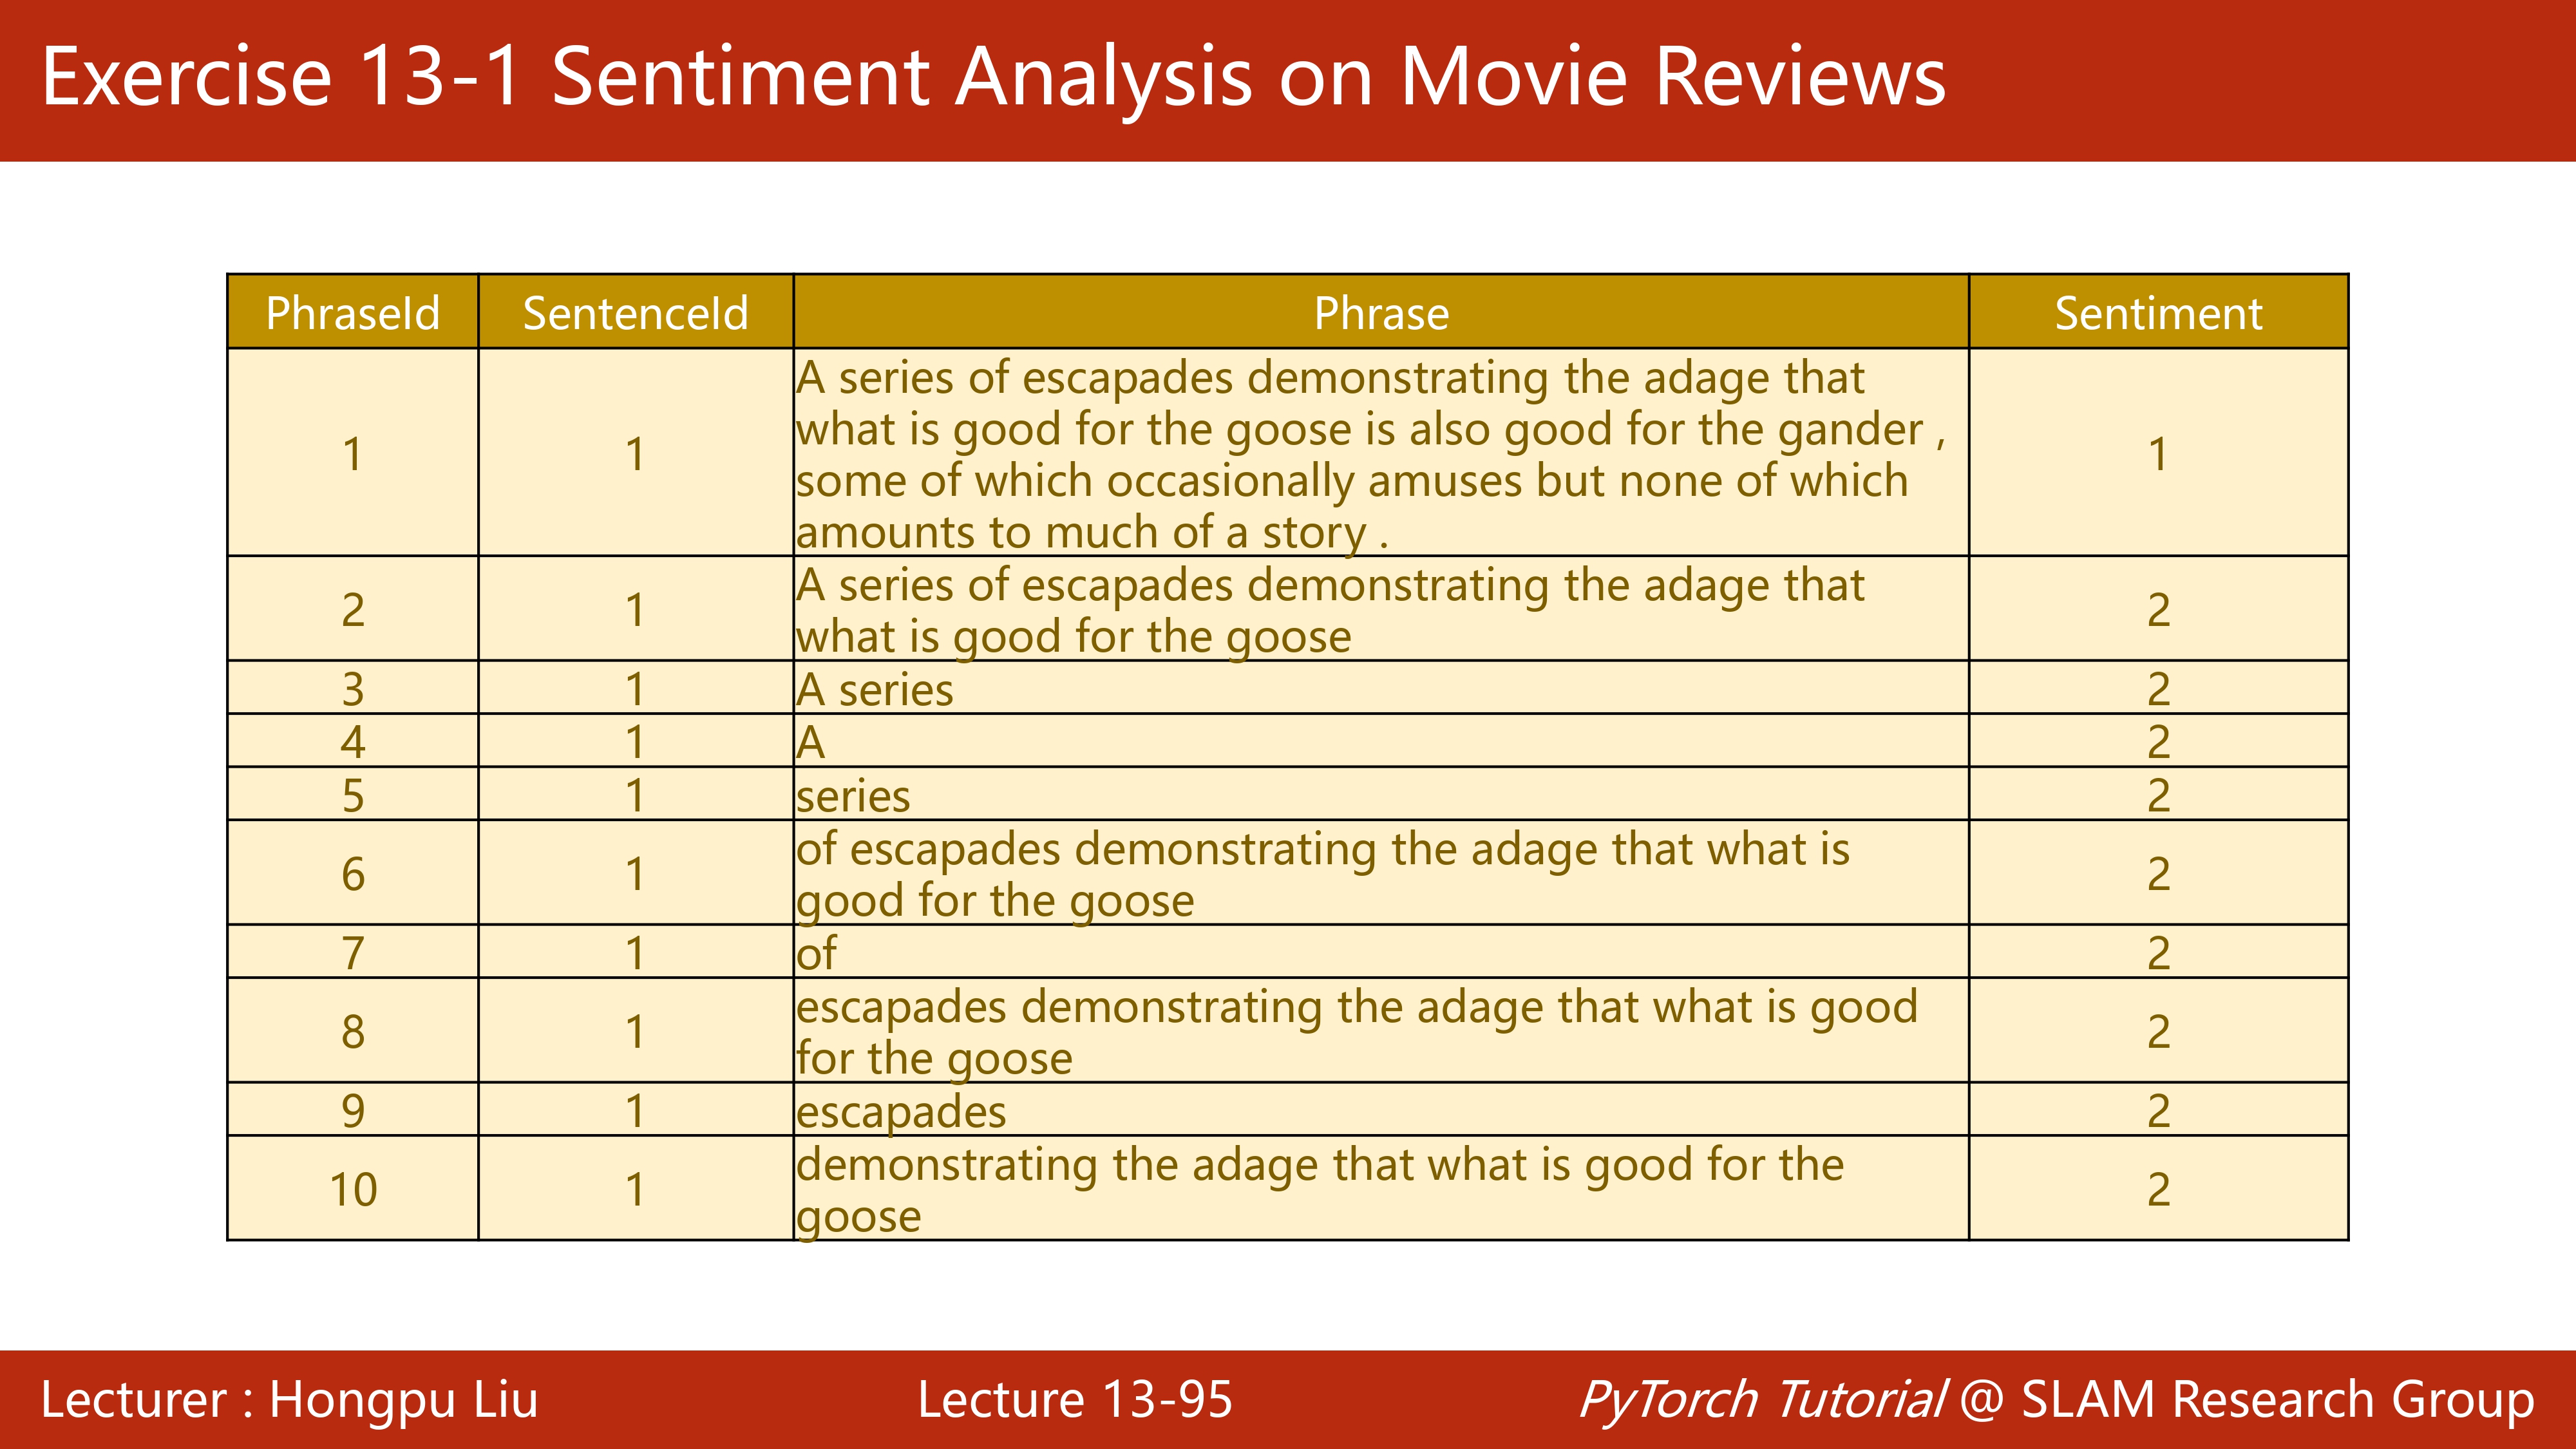 Exercise 13-1 Sentiment Analysis on Movie Reviews
PhraseId SentenceId Phrase Sentiment
1 1 A series of escapades demonstrating the adage that
what is good for the goose is also good for the gander ,
some of which occasionally amuses but none of which
amounts to much of a story . 1
2 1 A series of escapades demonstrating the adage that
what is good for the goose 2
3 1 A series 2
4 1 A 2
5 1 series 2
6 1 of escapades demonstrating the adage that what is
good for the goose 2
7 1 of 2
8 1 escapades demonstrating the adage that what is good
for the goose 2
9 1 escapades 2
10 1 demonstrating the adage that what is good for the
goose 2
Lecturer : Hongpu Liu Lecture 13-95 PyTorch Tutorial @ SLAM Research Group